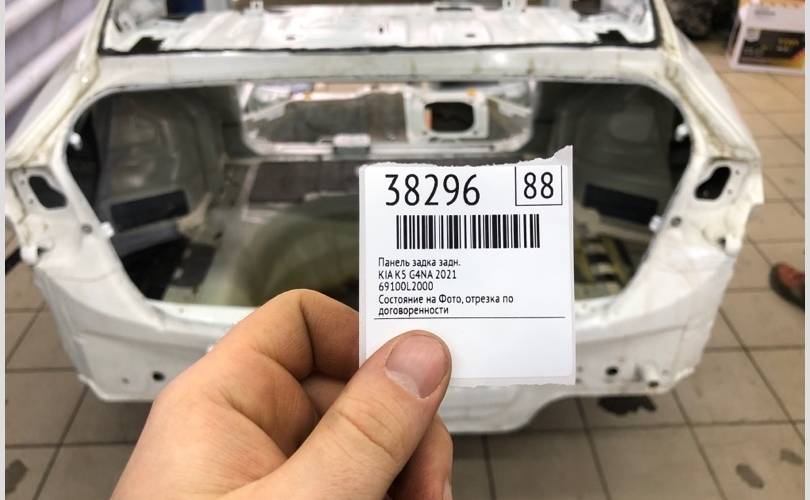 38296 88
Панель задка задн.
KIA K5 G4NA 2021
69100L2000
Состояние на Фото, отрезка по
договоренности